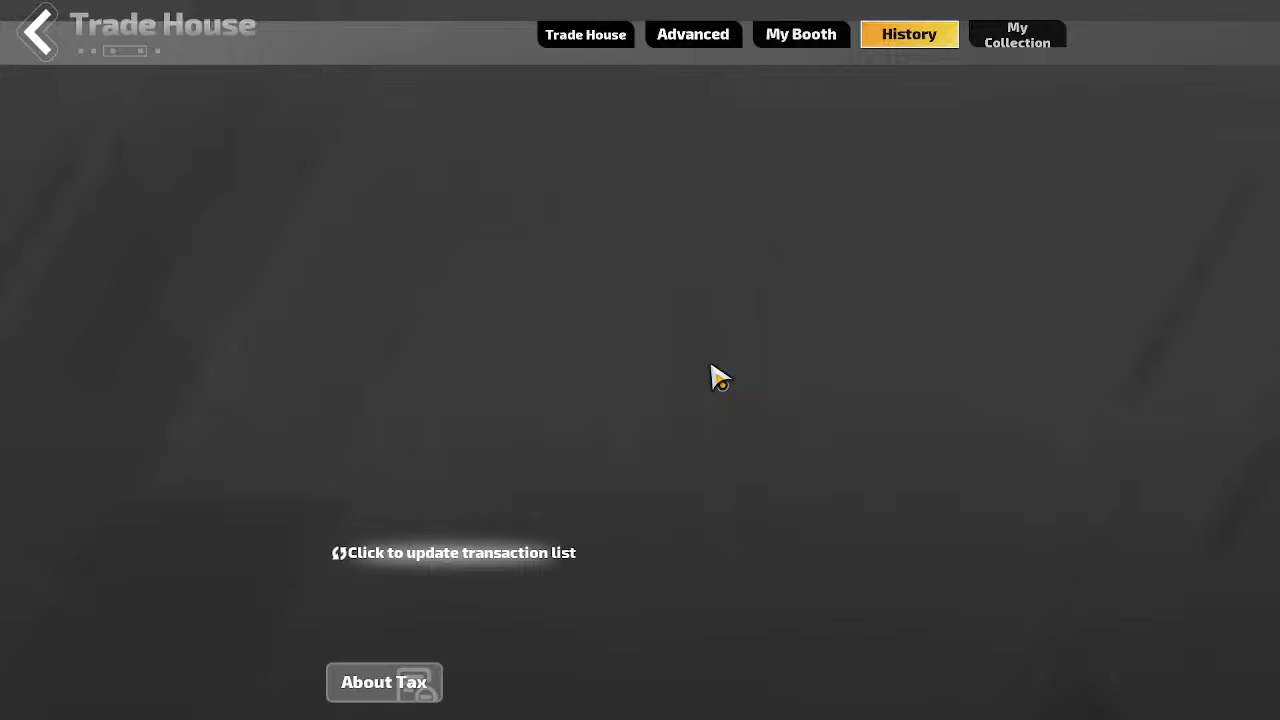 Trade House
Trade House
Advanced
My Booth
History
My
Collection
Click to update transaction list
About Tax